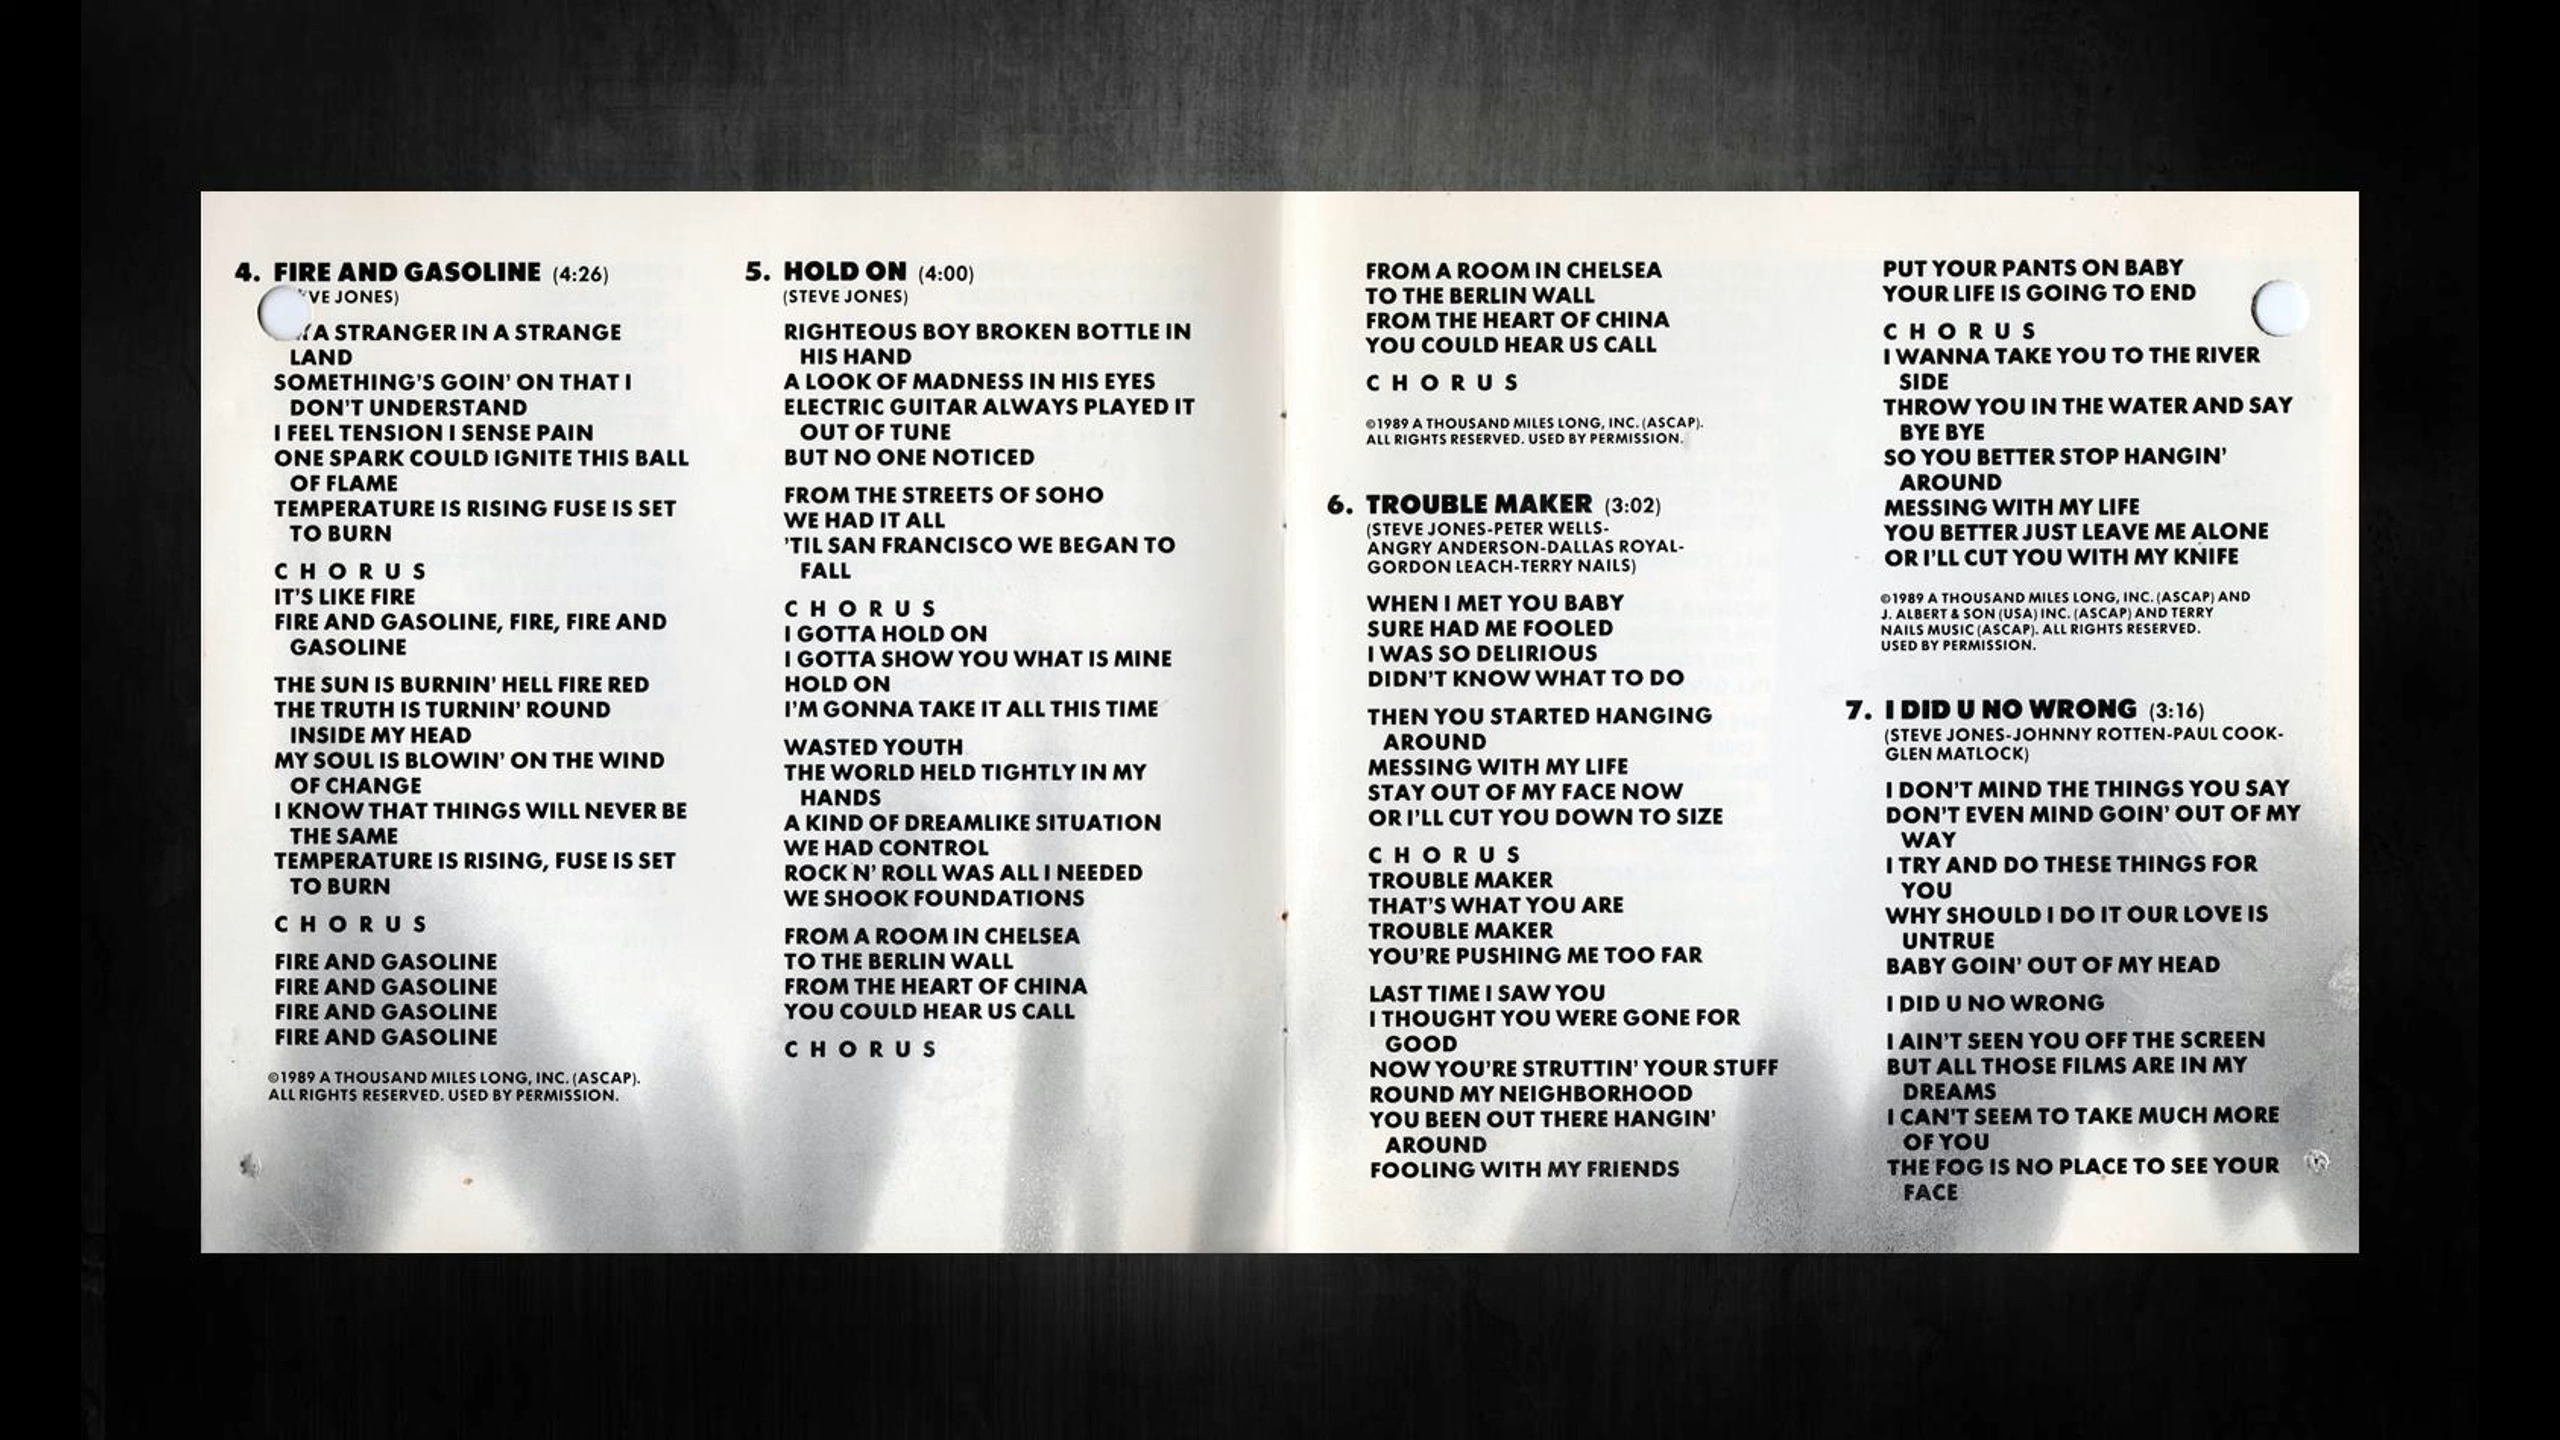 4. FIRE AND GASOLINE (4:26)
VE JONES)
A STRANGER IN A STRANGE
LAND
SOMETHING'S GOIN' ON THAT I
DON'T UNDERSTAND
I FEEL TENSION I SENSE PAIN
ONE SPARK COULD IGNITE THIS BALL
OF FLAME
TEMPERATURE IS RISING FUSE IS SET
TO BURN
CHORUS
IT'S LIKE FIRE
FIRE AND GASOLINE, FIRE, FIRE AND
GASOLINE
THE SUN IS BURNIN' HELL FIRE RED
THE TRUTH IS TURNIN' ROUND
INSIDE MY HEAD
MY SOUL IS BLOWIN' ON THE WIND
OF CHANGE
I KNOW THAT THINGS WILL NEVER BE
THE SAME
TEMPERATURE IS RISING, FUSE IS SET
TO BURN
CHORUS
FIRE AND GASOLINE
FIRE AND GASOLINE
FIRE AND GASOLINE
FIRE AND GASOLINE
©1989 A THOUSAND MILES LONG, INC. (ASCAP).
ALL RIGHTS RESERVED. USED BY PERMISSION.
5. HOLD ON (4:00)
(STEVE JONES)
RIGHTEOUS BOY BROKEN BOTTLE IN
HIS HAND
A LOOK OF MADNESS IN HIS EYES
ELECTRIC GUITAR ALWAYS PLAYED IT
OUT OF TUNE
BUT NO ONE NOTICED
FROM THE STREETS OF SOHO
WE HAD IT ALL
'TIL SAN FRANCISCO WE BEGAN TO
FALL
CHORUS
I GOTTA HOLD ON
I GOTTA SHOW YOU WHAT IS MINE
HOLD ON
I'M GONNA TAKE IT ALL THIS TIME
WASTED YOUTH
THE WORLD HELD TIGHTLY IN MY
HANDS
A KIND OF DREAMLIKE SITUATION
WE HAD CONTROL
ROCK N' ROLL WAS ALL I NEEDED
WE SHOOK FOUNDATIONS
FROM A ROOM IN CHELSEA
TO THE BERLIN WALL
FROM THE HEART OF CHINA
YOU COULD HEAR US CALL
CHORUS
FROM A ROOM IN CHELSEA
TO THE BERLIN WALL
FROM THE HEART OF CHINA
YOU COULD HEAR US CALL
CHORUS
©1989 A THOUSAND MILES LONG, INC. (ASCAP).
ALL RIGHTS RESERVED. USED BY PERMISSION.
6. TROUBLE MAKER (3:02)
(STEVE JONES-PETER WELLS-
ANGRY ANDERSON-DALLAS ROYAL-
GORDON LEACH-TERRY NAILS)
WHEN I MET YOU BABY
SURE HAD ME FOOLED
I WAS SO DELIRIOUS
DIDN'T KNOW WHAT TO DO
THEN YOU STARTED HANGING
AROUND
MESSING WITH MY LIFE
STAY OUT OF MY FACE NOW
OR I'LL CUT YOU DOWN TO SIZE
CHORUS
TROUBLE MAKER
THAT'S WHAT YOU ARE
TROUBLE MAKER
YOU'RE PUSHING ME TOO FAR
LAST TIME I SAW YOU
I THOUGHT YOU WERE GONE FOR
GOOD
NOW YOU'RE STRUTTIN' YOUR STUFF
ROUND MY NEIGHBORHOOD
YOU BEEN OUT THERE HANGIN'
AROUND
FOOLING WITH MY FRIENDS
PUT YOUR PANTS ON BABY
YOUR LIFE IS GOING TO END
CHORUS
I WANNA TAKE YOU TO THE RIVER
SIDE
THROW YOU IN THE WATER AND SAY
BYE BYE
SO YOU BETTER STOP HANGIN'
AROUND
MESSING WITH MY LIFE
YOU BETTER JUST LEAVE ME ALONE
OR I'LL CUT YOU WITH MY KNIFE
©1989 A THOUSAND MILES LONG, INC. (ASCAP) AND
J. ALBERT & SON (USA) INC. (ASCAP) AND TERRY
NAILS MUSIC (ASCAP). ALL RIGHTS RESERVED.
USED BY PERMISSION.
7. I DID U NO WRONG (3:16)
(STEVE JONES-JOHNNY ROTTEN-PAUL COOK-
GLEN MATLOCK)
I DON'T MIND THE THINGS YOU SAY
DON'T EVEN MIND GOIN' OUT OF MY
WAY
I TRY AND DO THESE THINGS FOR
YOU
WHY SHOULD I DO IT OUR LOVE IS
UNTRUE
BABY GOIN' OUT OF MY HEAD
I DID U NO WRONG
I AIN'T SEEN YOU OFF THE SCREEN
BUT ALL THOSE FILMS ARE IN MY
DREAMS
I CAN'T SEEM TO TAKE MUCH MORE
OF YOU
THE FOG IS NO PLACE TO SEE YOUR
FACE